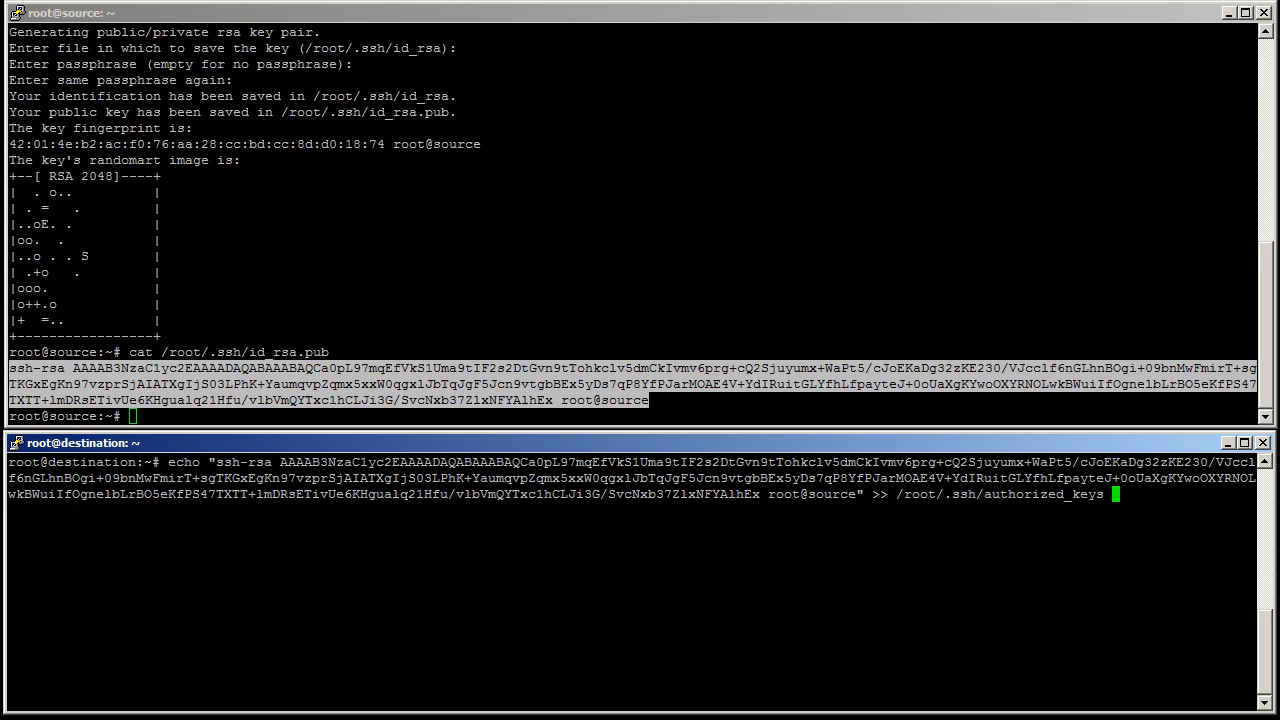 root@source: ~
Generating public/private rsa key pair.
Enter file in which to save the key (/root/.ssh/id_rsa):
Enter passphrase (empty for no passphrase):
Enter same passphrase again:
Your identification has been saved in /root/.ssh/id_rsa.
Your public key has been saved in /root/.ssh/id_rsa.pub.
The key fingerprint is:
42:01:4e:b2:ac:f0:76:aa:28:cc:bd:cc:8d:d0:18:74 root@source
The key's randomart image is:
+--[ RSA 2048]----+
|  . o..          |
| . =   .         |
|..oE. .          |
|oo.  .           |
|..o . . S        |
| .+o   .         |
|ooo.             |
|o++.o            |
|+  =..           |
+-----------------+
root@source:~# cat /root/.ssh/id_rsa.pub
ssh-rsa AAAAB3NzaC1yc2EAAAADAQABAAABAQCa0pL97mqEfVkS1Uma9tIF2s2DtGvn9tTohkclv5dmCkIvmv6prg+cQ2Sjuyumx+WaPt5/cJoEKaDg32zKE230/VJcclf6nGLhnBOgi+09bnMwFmirT+sg
TKGxEgKn97vzprSjAIATXgIjS03LPhK+YaumqvpZqmx5xxW0qgxlJbTqJgF5Jcn9vtgbBEx5yDs7qP8YfPJarMOAE4V+YdIRuitGLYfhLfpayteJ+0oUaXgKYwoOXYRNOLwkBWuiIfOgnelbLrBO5eKfPS47
TXTT+lmDRsETivUe6KHgualq21Hfu/vlbVmQYTxc1hCLJi3G/SvcNxb37ZlxNFYAlhEx root@source
root@source:~#
root@destination: ~
root@destination:~# echo "ssh-rsa AAAAB3NzaC1yc2EAAAADAQABAAABAQCa0pL97mqEfVkS1Uma9tIF2s2DtGvn9tTohkclv5dmCkIvmv6prg+cQ2Sjuyumx+WaPt5/cJoEKaDg32zKE230/VJccl
f6nGLhnBOgi+09bnMwFmirT+sgTKGxEgKn97vzprSjAIATXgIjS03LPhK+YaumqvpZqmx5xxW0qgxlJbTqJgF5Jcn9vtgbBEx5yDs7qP8YfPJarMOAE4V+YdIRuitGLYfhLfpayteJ+0oUaXgKYwoOXYRNOL
wkBWuiIfOgnelbLrBO5eKfPS47TXTT+lmDRsETivUe6KHgualq21Hfu/vlbVmQYTxc1hCLJi3G/SvcNxb37ZlxNFYAlhEx root@source" >> /root/.ssh/authorized_keys